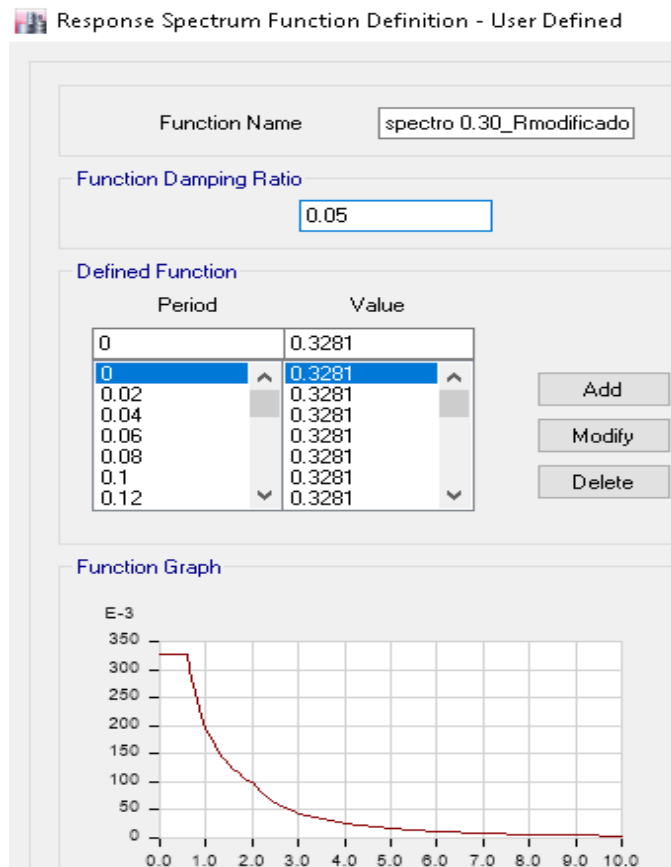 Response Spectrum Function Definition - User Defined
Function Name
spectro 0.30_Rmodificado
Function Damping Ratio
0.05
Defined Function
Period Value
0 0.3281
0 0.3281
0.02 0.3281
0.04 0.3281
0.06 0.3281
0.08 0.3281
0.1 0.3281
0.12 0.3281
Add
Modify
Delete
Function Graph
E-3
350
300
250
200
150
100
50
0
0.0 1.0 2.0 3.0 4.0 5.0 6.0 7.0 8.0 9.0 10.0